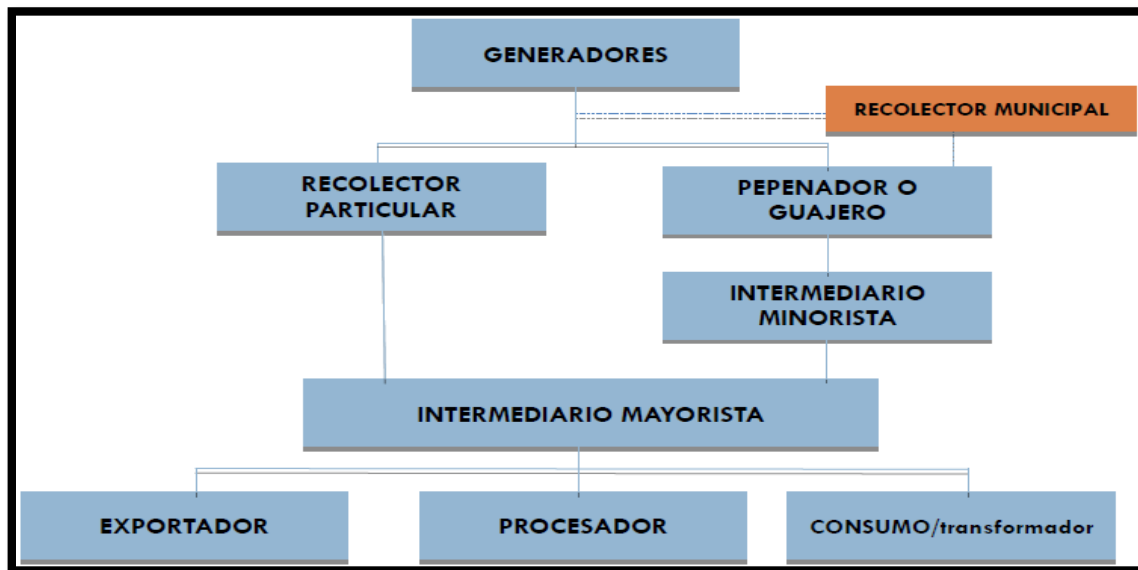 GENERADORES
RECOLECTOR MUNICIPAL
RECOLECTOR
PARTICULAR
PEPENADOR O
GUAJERO
INTERMEDIARIO
MINORISTA
INTERMEDIARIO MAYORISTA
EXPORTADOR
PROCESADOR
CONSUMO/transformador